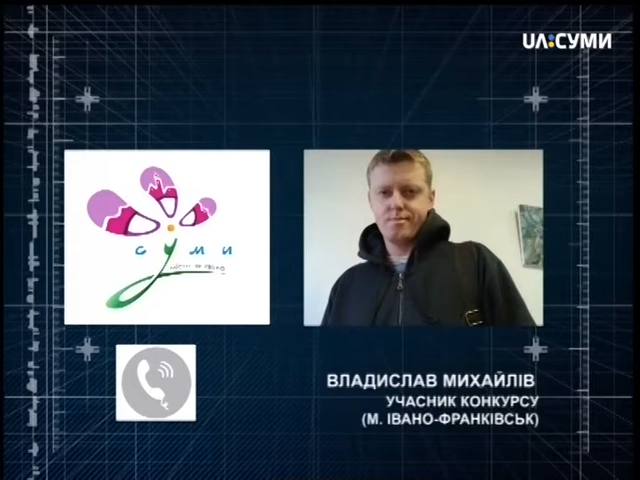 UA:СУМИ
суми
ВЛАДИСЛАВ МИХАЙЛІВ
УЧАСНИК КОНКУРСУ
(М. ІВАНО-ФРАНКІВСЬК)